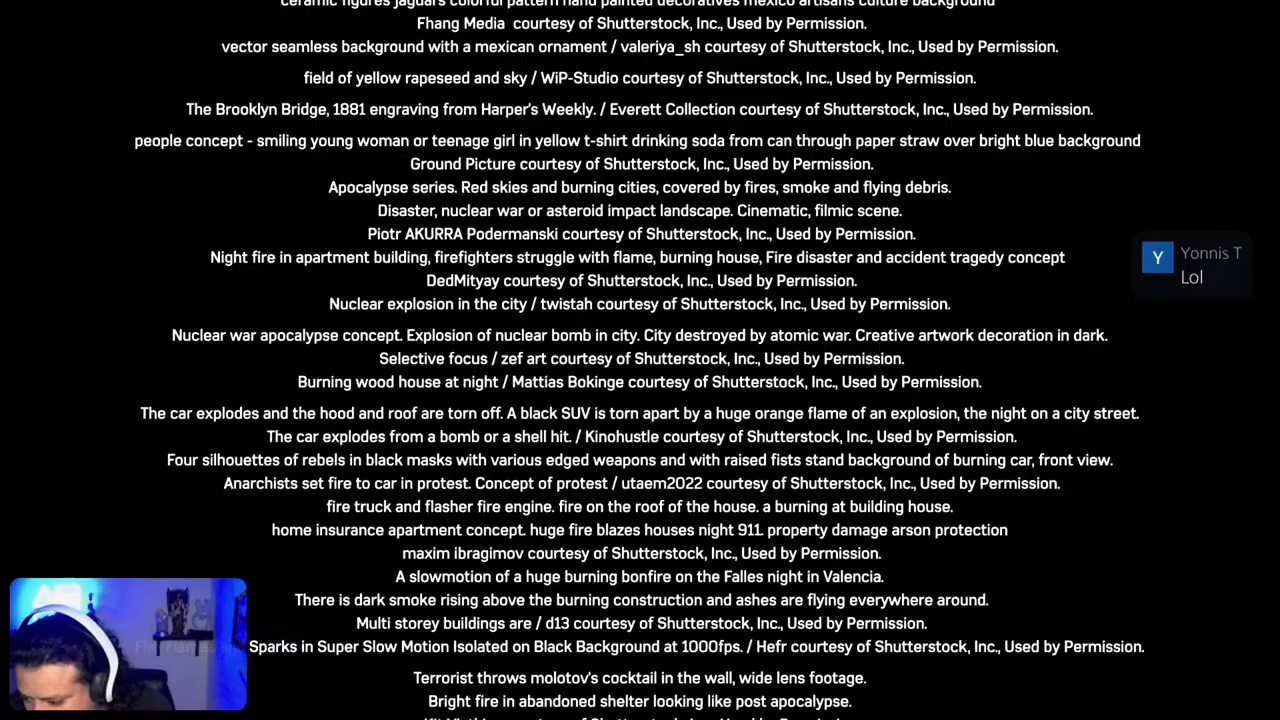 ceramic figures jaguars colorful pattern hand painted decoratives mexico artisans culture background
Fhang Media courtesy of Shutterstock, Inc., Used by Permission.
vector seamless background with a mexican ornament / valeriya_sh courtesy of Shutterstock, Inc., Used by Permission.
field of yellow rapeseed and sky / WiP-Studio courtesy of Shutterstock, Inc., Used by Permission.
The Brooklyn Bridge, 1881 engraving from Harper's Weekly. / Everett Collection courtesy of Shutterstock, Inc., Used by Permission.
people concept - smiling young woman or teenage girl in yellow t-shirt drinking soda from can through paper straw over bright blue background
Ground Picture courtesy of Shutterstock, Inc., Used by Permission.
Apocalypse series. Red skies and burning cities, covered by fires, smoke and flying debris.
Disaster, nuclear war or asteroid impact landscape. Cinematic, filmic scene.
Piotr AKURRA Podermanski courtesy of Shutterstock, Inc., Used by Permission.
Night fire in apartment building, firefighters struggle with flame, burning house, Fire disaster and accident tragedy concept
DedMityay courtesy of Shutterstock, Inc., Used by Permission.
Nuclear explosion in the city / twistah courtesy of Shutterstock, Inc., Used by Permission.
Nuclear war apocalypse concept. Explosion of nuclear bomb in city. City destroyed by atomic war. Creative artwork decoration in dark.
Selective focus / zef art courtesy of Shutterstock, Inc., Used by Permission.
Burning wood house at night / Mattias Bokinge courtesy of Shutterstock, Inc., Used by Permission.
The car explodes and the hood and roof are torn off. A black SUV is torn apart by a huge orange flame of an explosion, the night on a city street.
The car explodes from a bomb or a shell hit. / Kinohustle courtesy of Shutterstock, Inc., Used by Permission.
Four silhouettes of rebels in black masks with various edged weapons and with raised fists stand background of burning car, front view.
Anarchists set fire to car in protest. Concept of protest / utaem2022 courtesy of Shutterstock, Inc., Used by Permission.
fire truck and flasher fire engine. fire on the roof of the house. a burning at building house.
home insurance apartment concept. huge fire blazes houses night 911. property damage arson protection
maxim ibragimov courtesy of Shutterstock, Inc., Used by Permission.
A slowmotion of a huge burning bonfire on the Falles night in Valencia.
There is dark smoke rising above the burning construction and ashes are flying everywhere around.
Multi storey buildings are / d13 courtesy of Shutterstock, Inc., Used by Permission.
Sparks in Super Slow Motion Isolated on Black Background at 1000fps. / Hefr courtesy of Shutterstock, Inc., Used by Permission.
Terrorist throws molotov's cocktail in the wall, wide lens footage.
Bright fire in abandoned shelter looking like post apocalypse.
Y Yonnis T
Lol